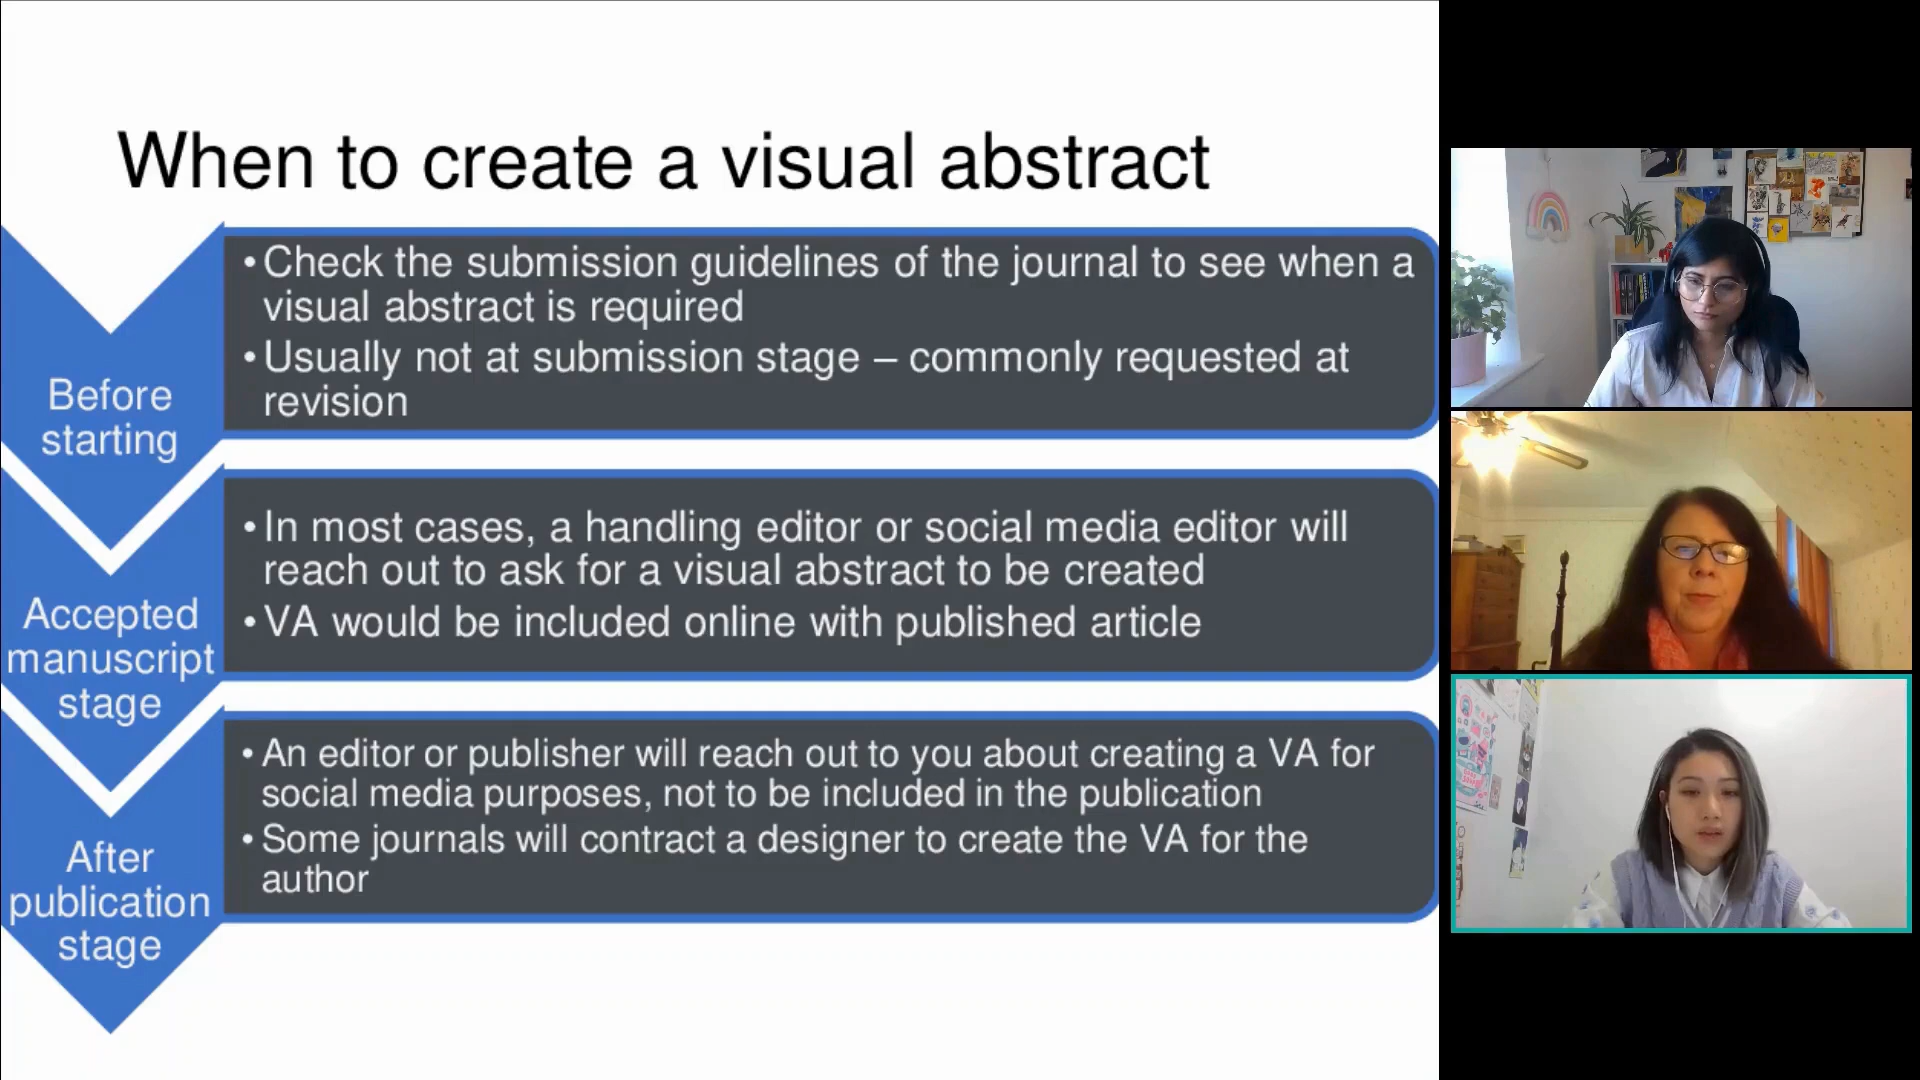 When to create a visual abstract
Before
starting
• Check the submission guidelines of the journal to see when a
visual abstract is required
• Usually not at submission stage – commonly requested at
revision
Accepted
manuscript
stage
• In most cases, a handling editor or social media editor will
reach out to ask for a visual abstract to be created
• VA would be included online with published article
After
publication
stage
• An editor or publisher will reach out to you about creating a VA for
social media purposes, not to be included in the publication
• Some journals will contract a designer to create the VA for the
author